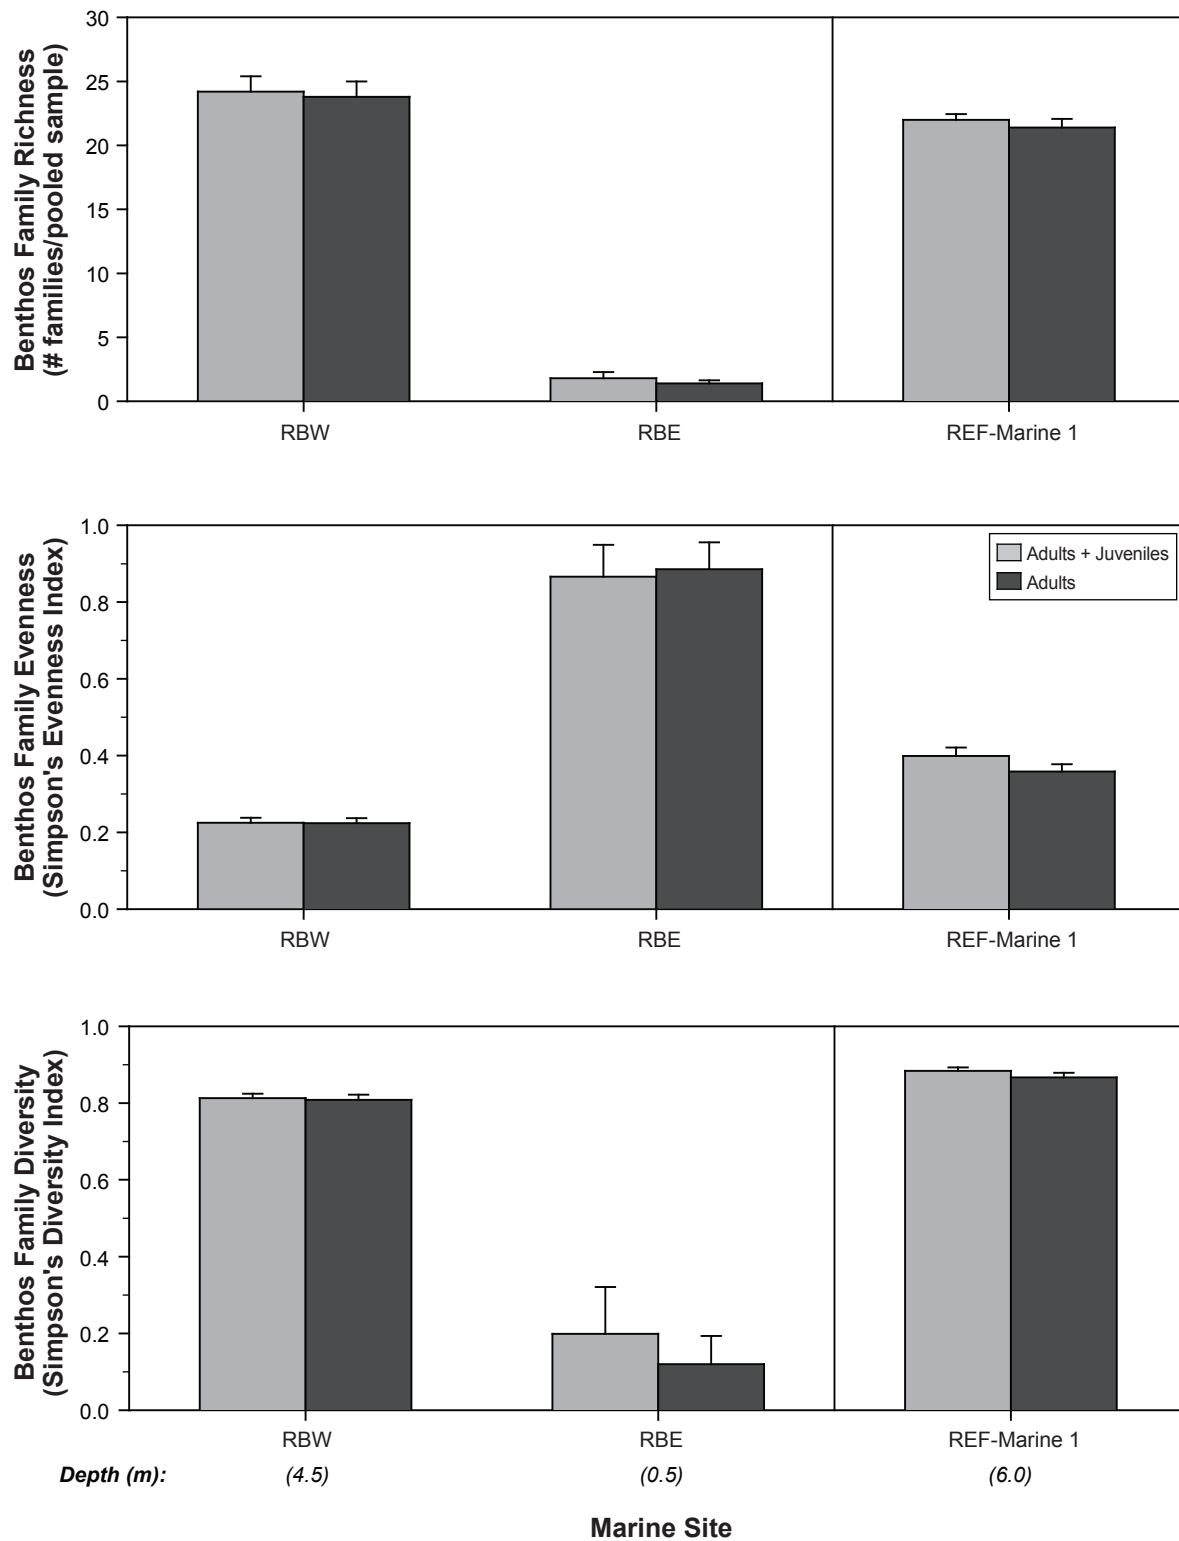 Benthos Family Richness
(# families/pooled sample)
30
25
20
15
10
5
0
RBW
RBE
REF-Marine 1
Benthos Family Evenness
(Simpson's Evenness Index)
1.0
0.8
0.6
0.4
0.2
0.0
Adults + Juveniles
Adults
RBW
RBE
REF-Marine 1
Benthos Family Diversity
(Simpson's Diversity Index)
1.0
0.8
0.6
0.4
0.2
0.0
RBW
RBE
REF-Marine 1
Depth (m):
(4.5)
(0.5)
(6.0)
Marine Site